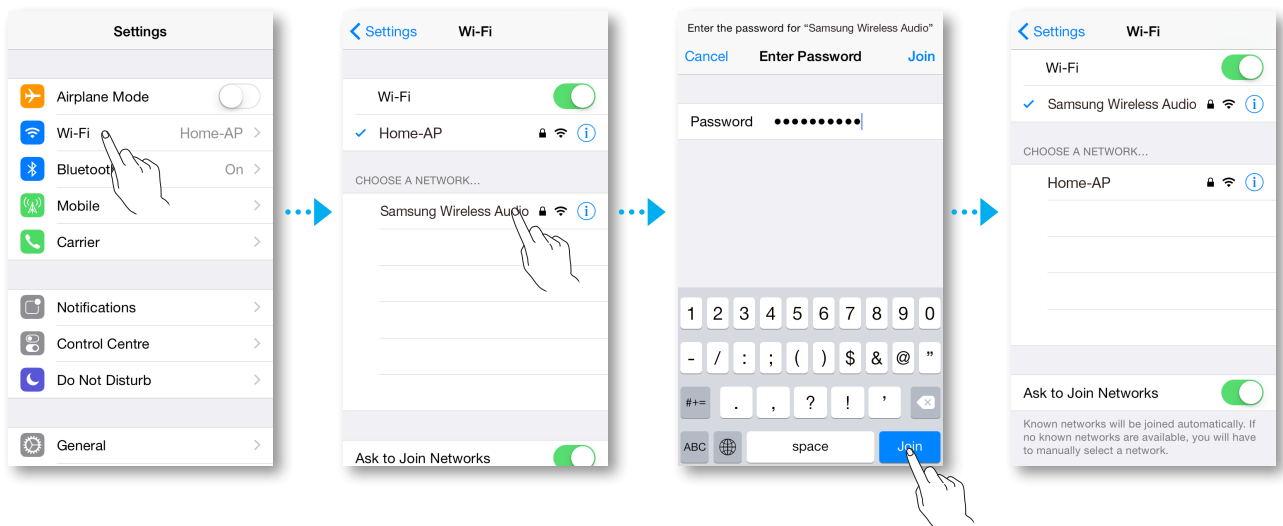 Settings
Airplane Mode
Wi-Fi Home-AP
On
Mobile
Carrier
Notifications
Control Centre
Do Not Disturb
General
Settings Wi-Fi
Wi-Fi
Home-AP
CHOOSE A NETWORK...
Samsung Wireless Audio
Ask to Join Networks
Enter the password for “Samsung Wireless Audio”
Cancel Enter Password Join
Password ●●●●●●●●●●
1 2 3 4 5 6 7 8 9 0
- / : ; ( ) $ & @ ”
#+= . , ? ! ’
ABC space Join
Settings Wi-Fi
Wi-Fi
Samsung Wireless Audio
CHOOSE A NETWORK...
Home-AP
Ask to Join Networks
Known networks will be joined automatically. If
no known networks are available, you will have
to manually select a network.